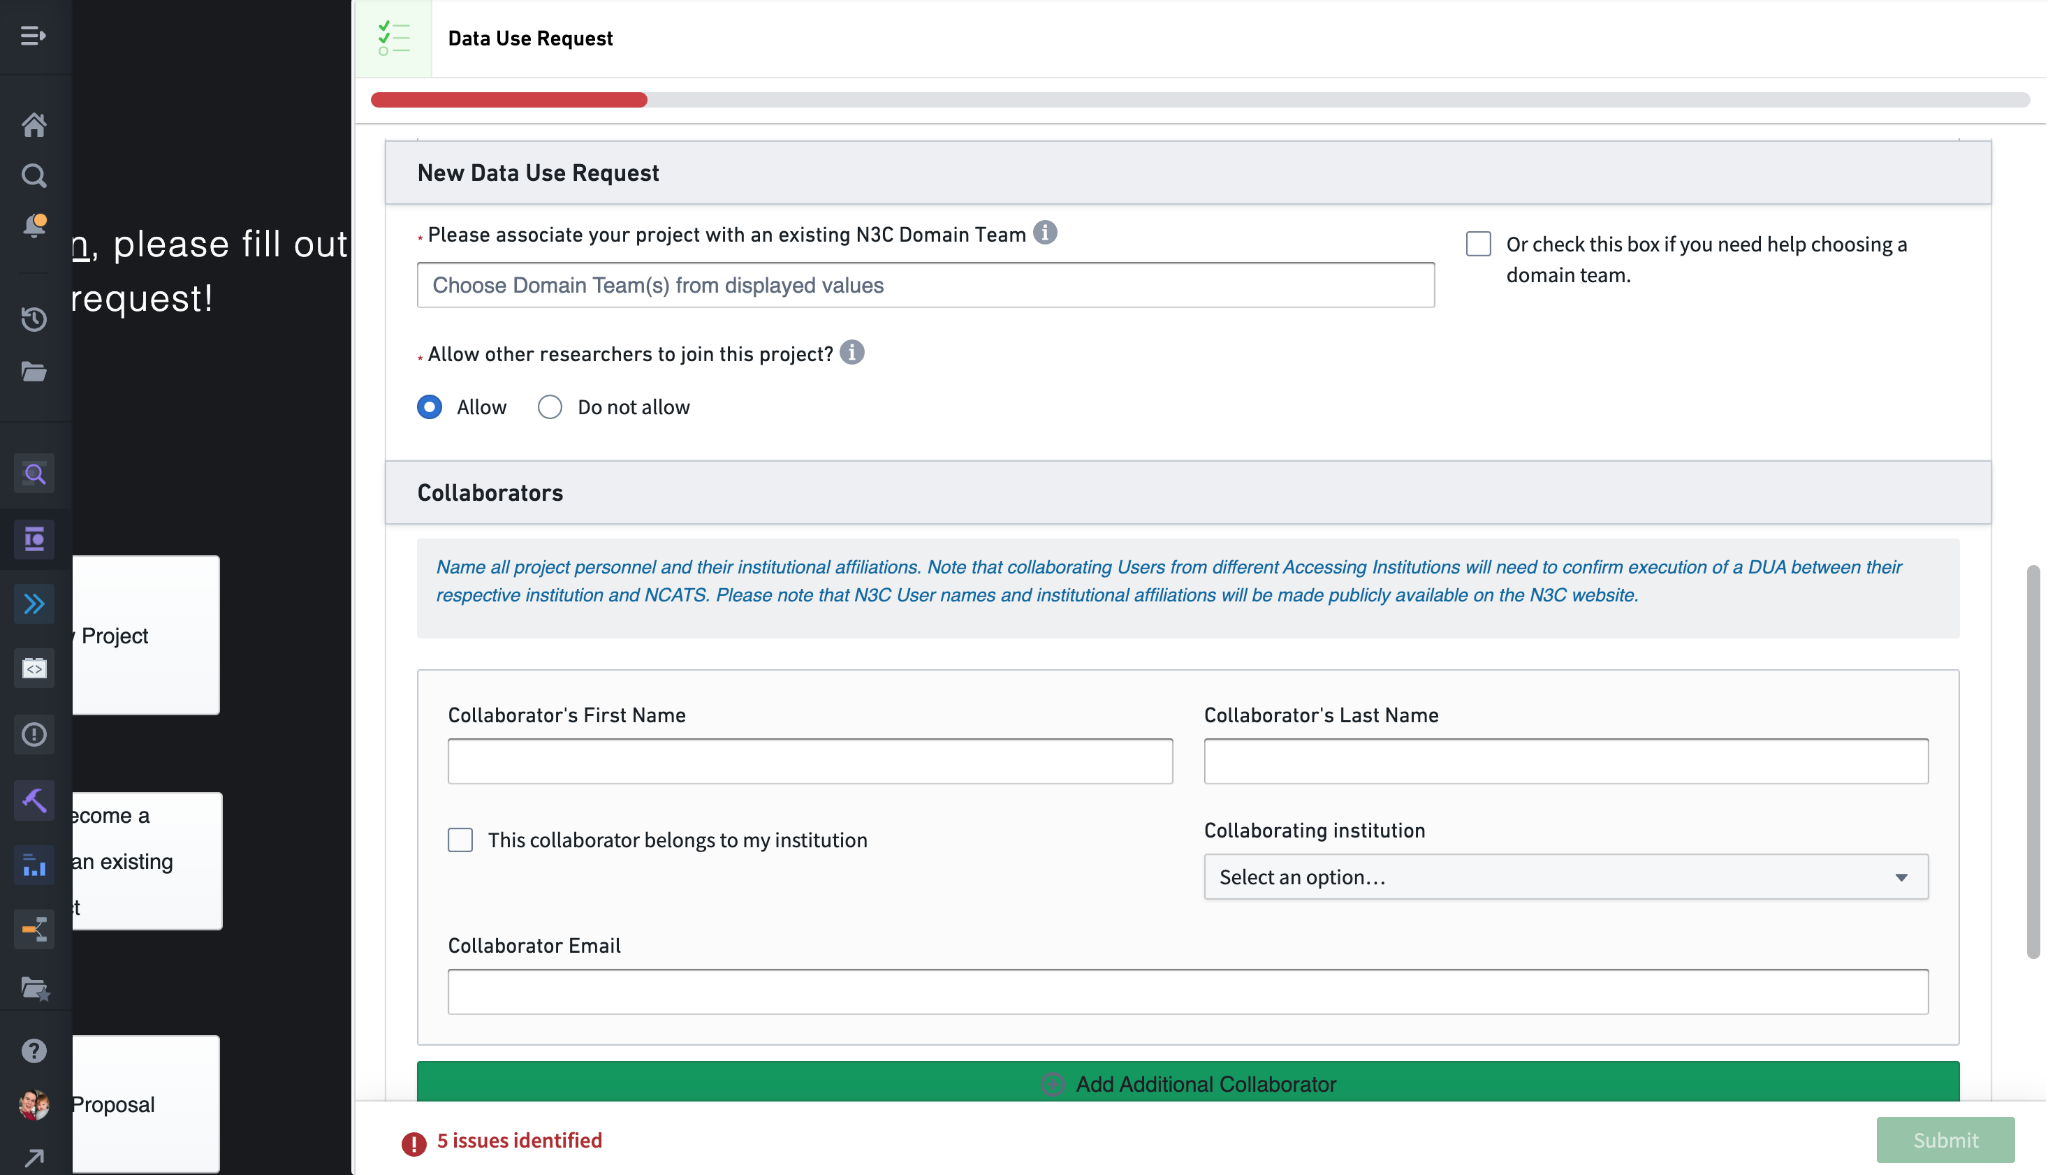 Data Use Request
n, please fill out
request!
New Data Use Request
* Please associate your project with an existing N3C Domain Team
Choose Domain Team(s) from displayed values
Or check this box if you need help choosing a
domain team.
* Allow other researchers to join this project?
Allow
Do not allow
Collaborators
Name all project personnel and their institutional affiliations. Note that collaborating Users from different Accessing Institutions will need to confirm execution of a DUA between their
respective institution and NCATS. Please note that N3C User names and institutional affiliations will be made publicly available on the N3C website.
Project
Collaborator's First Name
Collaborator's Last Name
This collaborator belongs to my institution
Collaborating institution
Select an option...
ecome a
an existing
t
Collaborator Email
Add Additional Collaborator
Proposal
5 issues identified
Submit